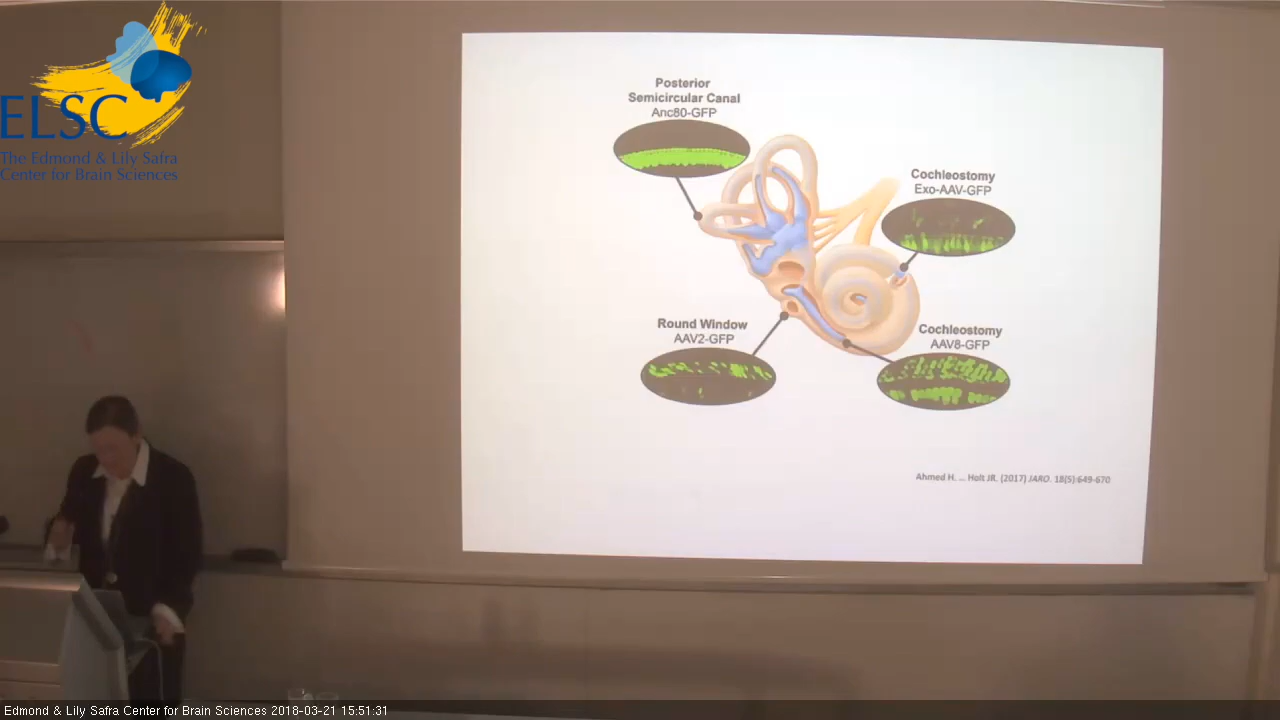 ELSC
The Edmond & Lily Safra
Center for Brain Sciences
Posterior
Semicircular Canal
Anc80-GFP
Cochleostomy
Exo-AAV-GFP
Round Window
AAV2-GFP
Cochleostomy
AAV8-GFP
Ahmed H. ... Holt JR. (2017) JARO. 18(5):649-670
Edmond & Lily Safra Center for Brain Sciences 2018-03-21 15:51:31